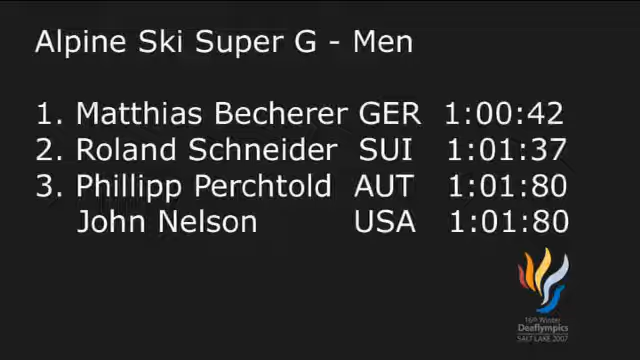 Alpine Ski Super G - Men
1. Matthias Becherer GER 1:00:42
2. Roland Schneider SUI 1:01:37
3. Phillipp Perchtold AUT 1:01:80
John Nelson USA 1:01:80
16th Winter
Deaflympics
SALT LAKE 2007